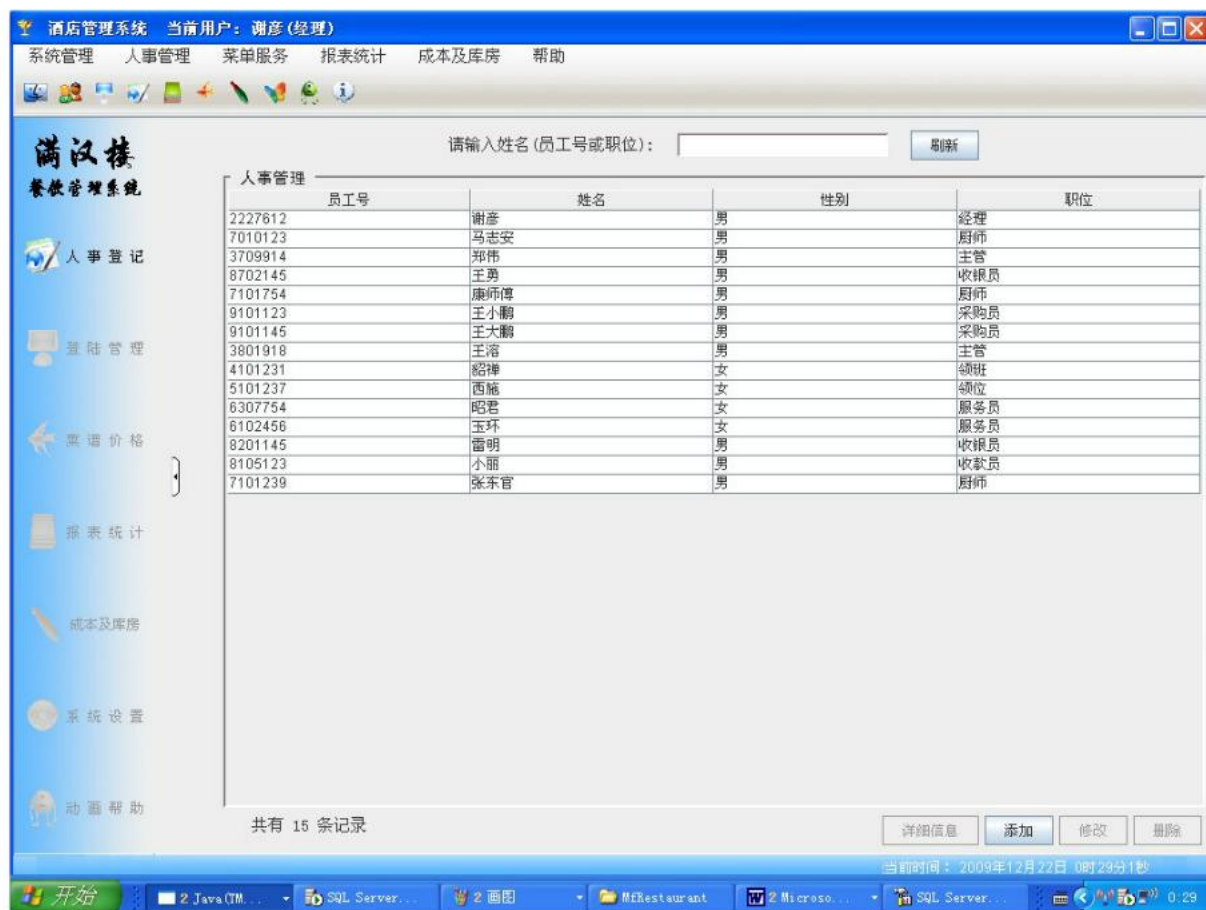 酒店管理系统 当前用户: 谢彦(经理)
系统管理 人事管理 菜单服务 报表统计 成本及库房 帮助
满汉楼
餐饮管理系统
请输入姓名(员工号或职位): 刷新
人事管理
员工号 姓名 性别 职位
2227612 谢彦 男 经理
7010123 马志安 男 厨师
3709914 郑伟 男 主管
8702145 王勇 男 收银员
7101754 康师傅 男 厨师
9101123 王小鹏 男 采购员
9101145 王大鹏 男 采购员
3801918 王溶 男 主管
4101231 貂禅 女 领班
5101237 西施 女 领位
6307754 昭君 女 服务员
6102456 玉环 女 服务员
8201145 雷明 男 收银员
8105123 小丽 男 收款员
7101239 张东官 男 厨师
人事登记
登陆管理
菜谱价格
报表统计
成本及库房
系统设置
动画帮助
共有 15 条记录
详细信息 添加 修改 删除
当前时间: 2009年12月22日 0时29分1秒
开始 2 Java(TM... SQL Server... 2 画图 MfRestaurant 2 Microso... SQL Server... 0:29